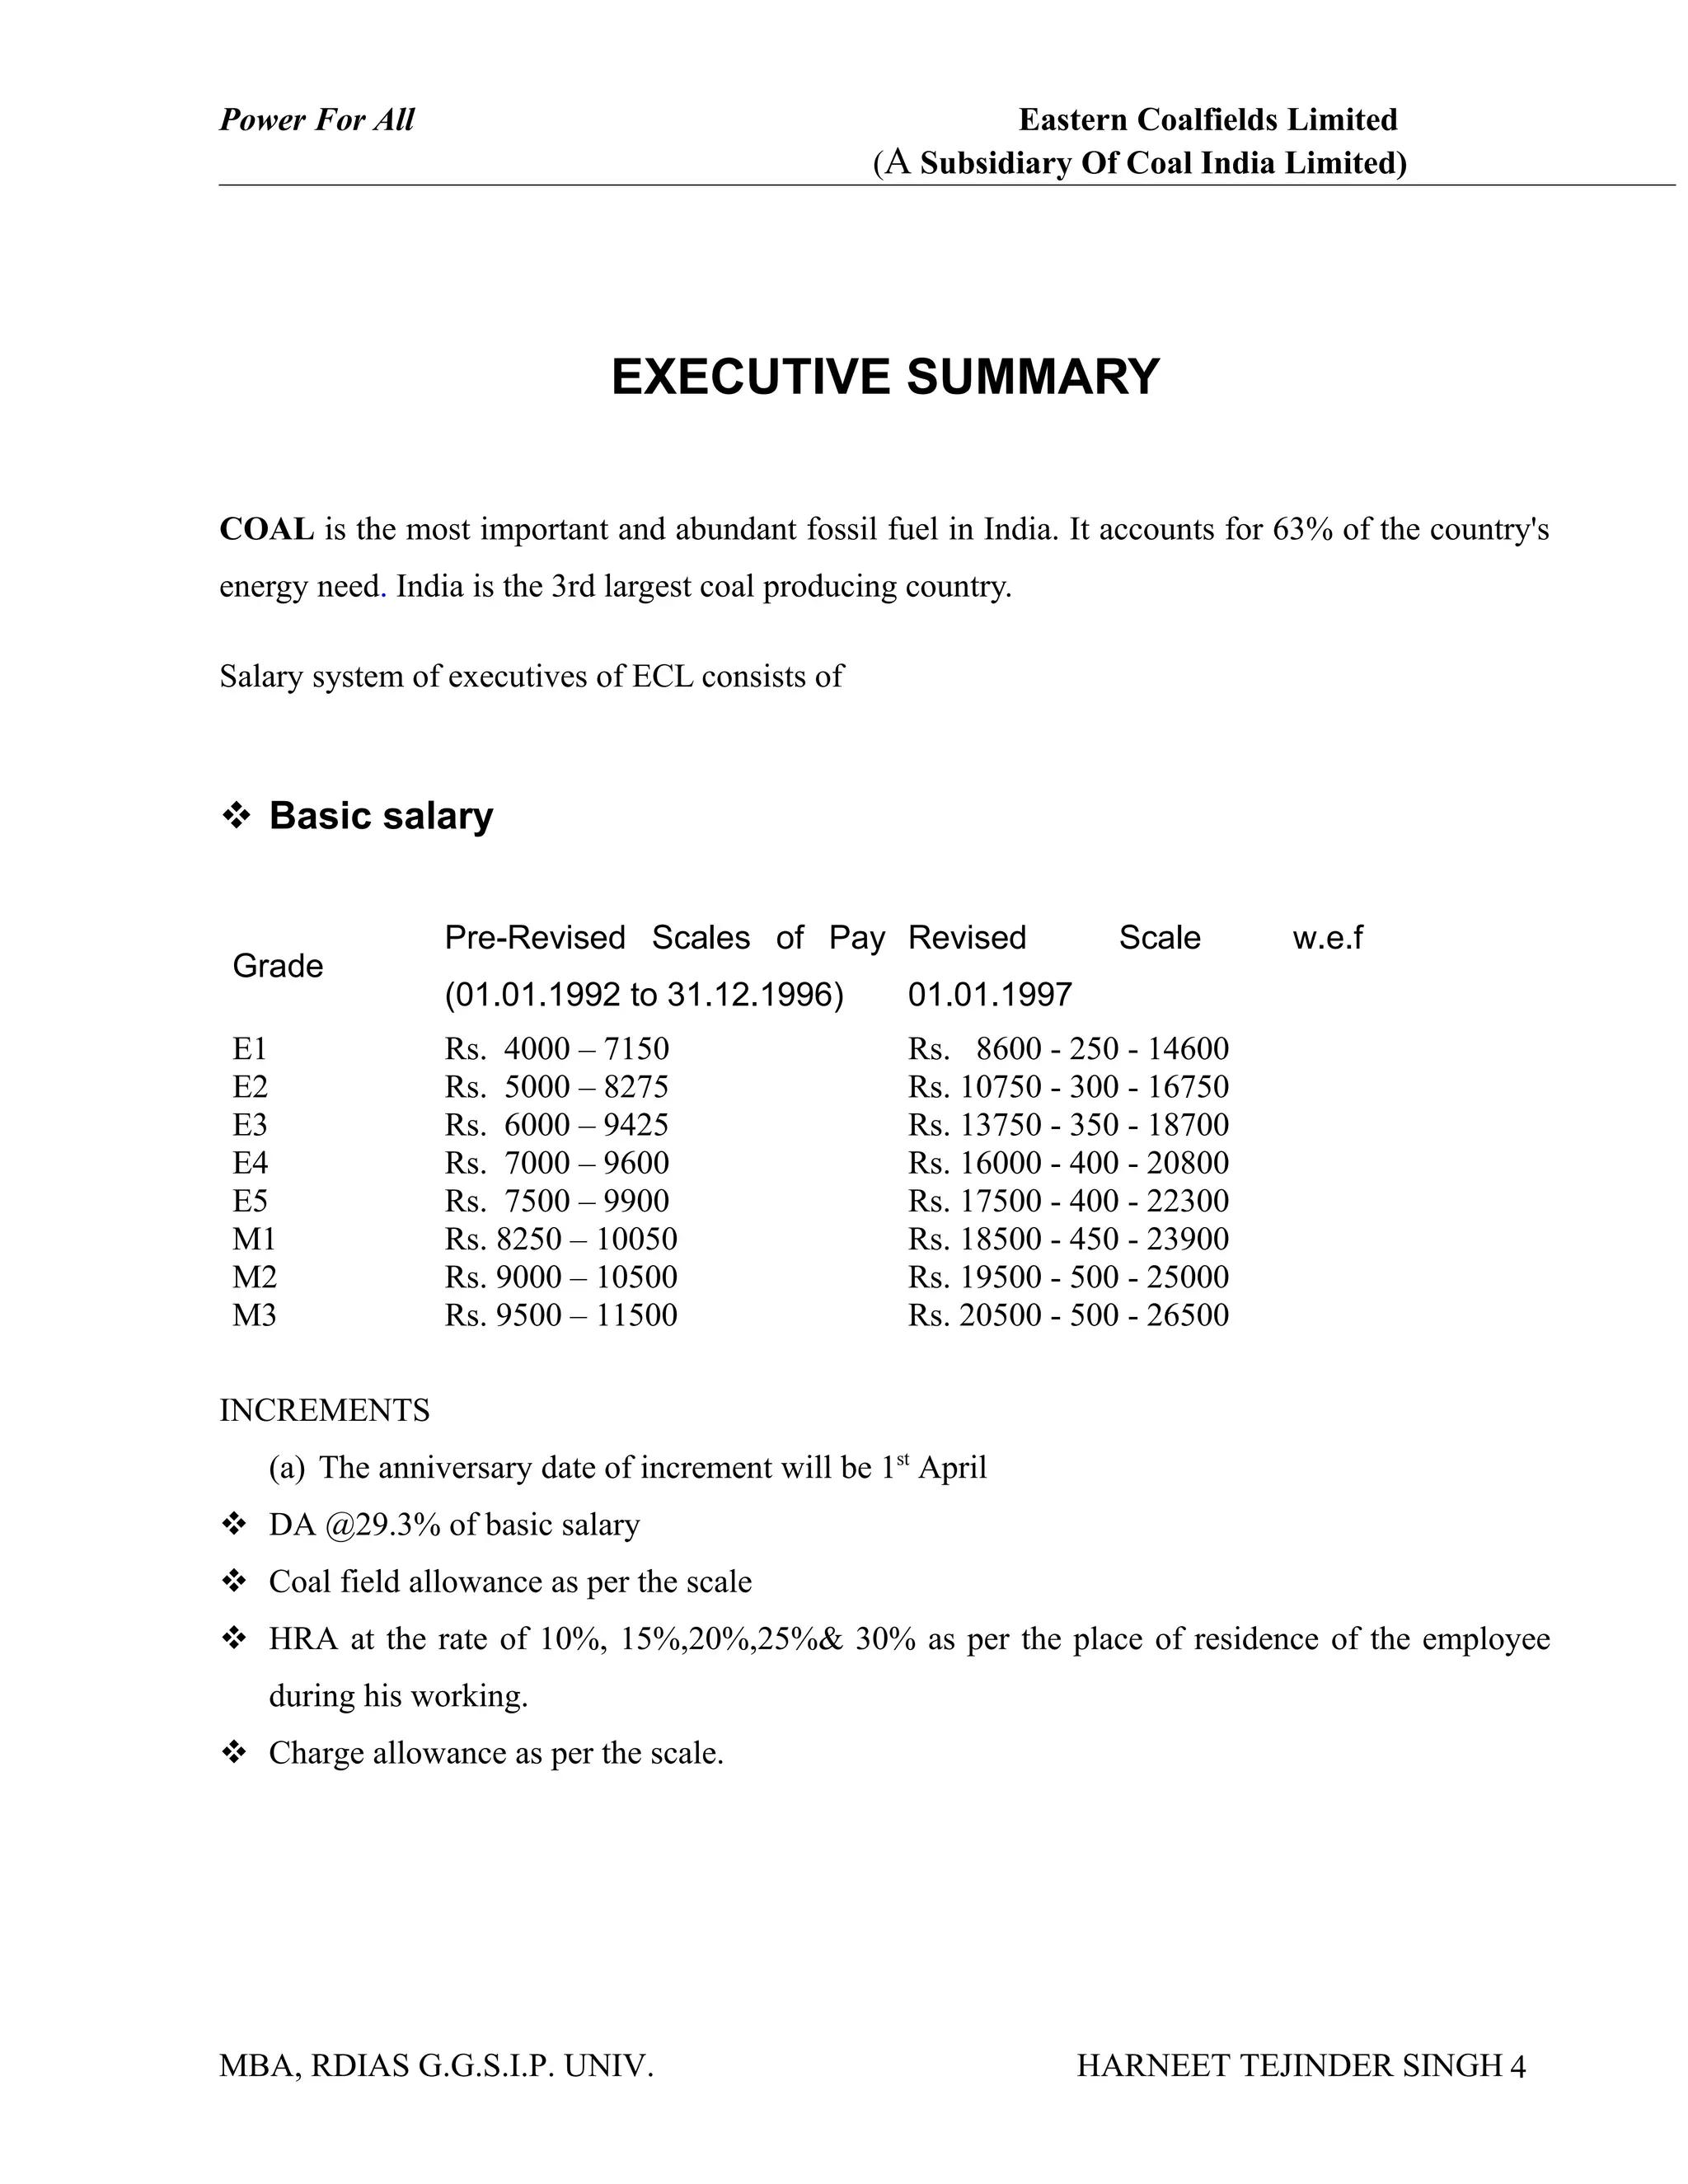 Power For All Eastern Coalfields Limited
(A Subsidiary Of Coal India Limited)
EXECUTIVE SUMMARY
COAL is the most important and abundant fossil fuel in India. It accounts for 63% of the country's
energy need. India is the 3rd largest coal producing country.
Salary system of executives of ECL consists of
❖ Basic salary
Grade Pre-Revised Scales of Pay Revised Scale w.e.f
(01.01.1992 to 31.12.1996) 01.01.1997
E1 Rs. 4000 – 7150 Rs. 8600 - 250 - 14600
E2 Rs. 5000 – 8275 Rs. 10750 - 300 - 16750
E3 Rs. 6000 – 9425 Rs. 13750 - 350 - 18700
E4 Rs. 7000 – 9600 Rs. 16000 - 400 - 20800
E5 Rs. 7500 – 9900 Rs. 17500 - 400 - 22300
M1 Rs. 8250 – 10050 Rs. 18500 - 450 - 23900
M2 Rs. 9000 – 10500 Rs. 19500 - 500 - 25000
M3 Rs. 9500 – 11500 Rs. 20500 - 500 - 26500
INCREMENTS
(a) The anniversary date of increment will be 1st April
❖ DA @29.3% of basic salary
❖ Coal field allowance as per the scale
❖ HRA at the rate of 10%, 15%,20%,25%& 30% as per the place of residence of the employee
during his working.
❖ Charge allowance as per the scale.
MBA, RDIAS G.G.S.I.P. UNIV. HARNEET TEJINDER SINGH 4